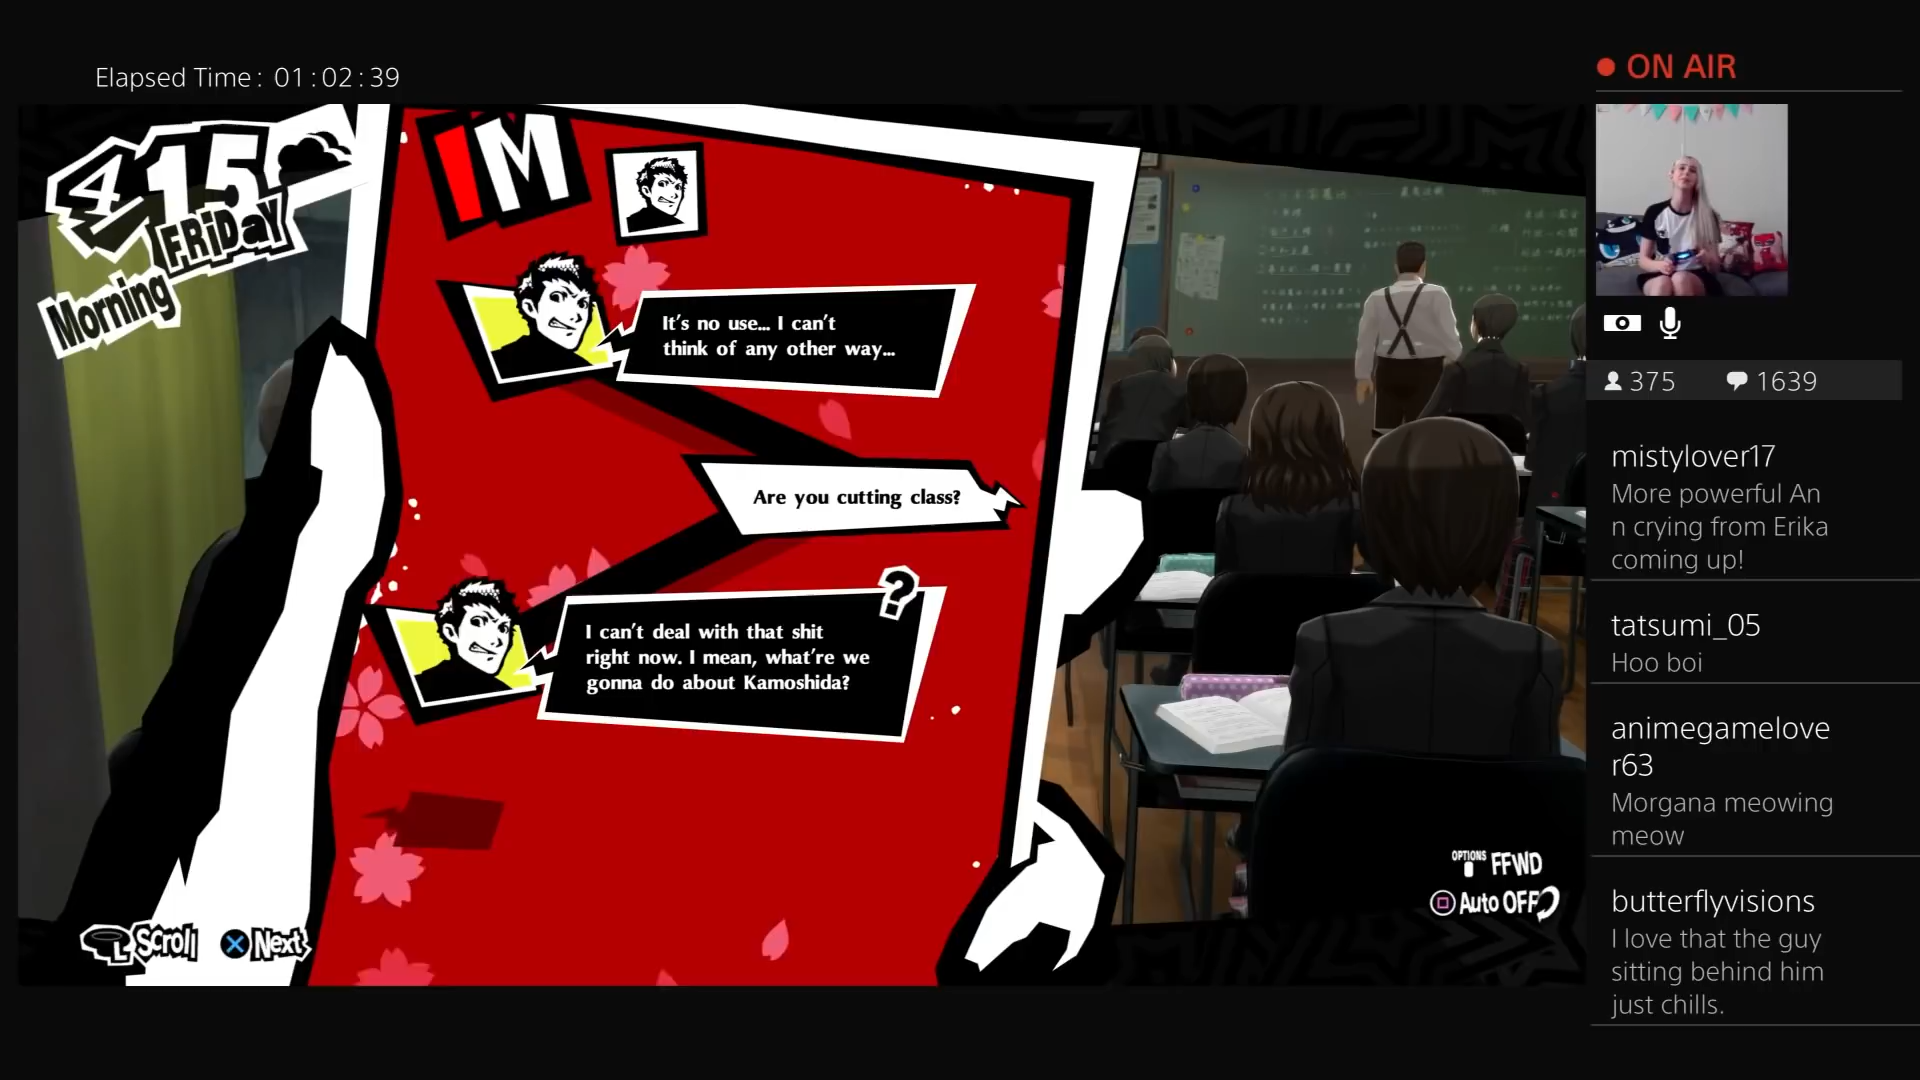 Elapsed Time: 01:02:39
ON AIR
4/15
FRiDaY
Morning
IM
It's no use... I can't
think of any other way...
Are you cutting class?
?
I can't deal with that shit
right now. I mean, what're we
gonna do about Kamoshida?
L Scroll
Next
OPTIONS FFWD
Auto OFF
375
1639
mistylover17
More powerful An
n crying from Erika
coming up!
tatsumi_05
Hoo boi
animegamelove
r63
Morgana meowing
meow
butterflyvisions
I love that the guy
sitting behind him
just chills.